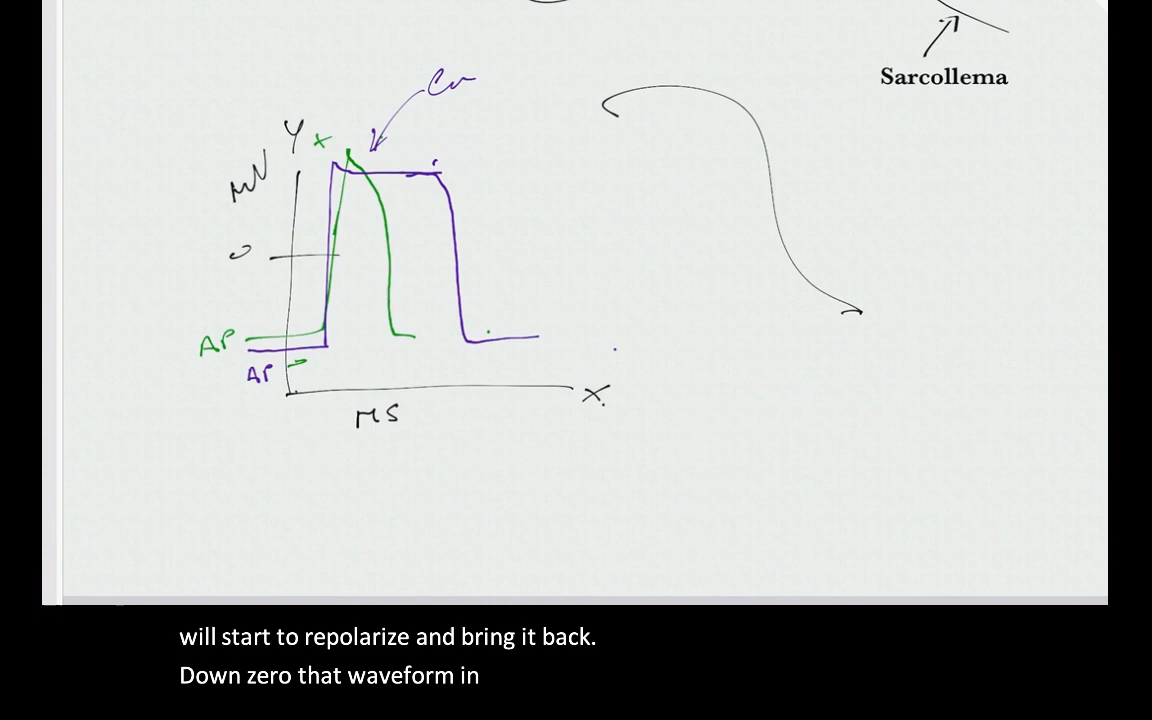 Sarcollema
Y +
MV
0
AP
AP -
X
MS
will start to repolarize and bring it back.
Down zero that waveform in